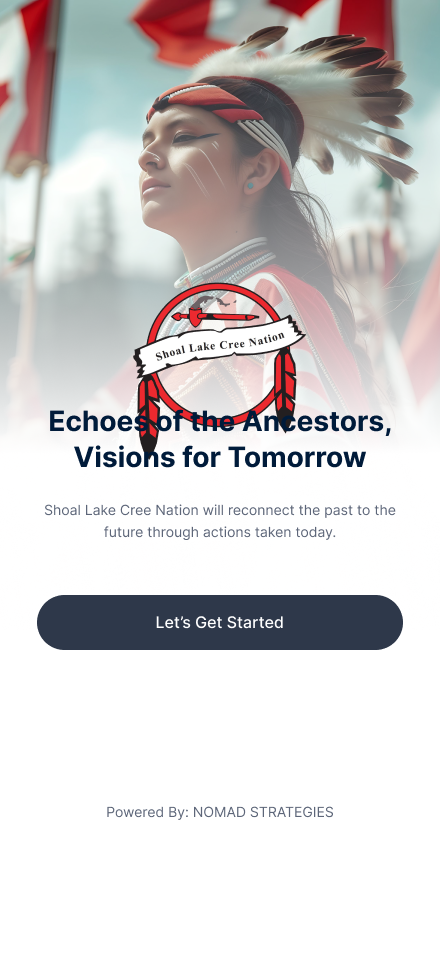 Shoal Lake Cree Nation
Echoes of the Ancestors,
Visions for Tomorrow
Shoal Lake Cree Nation will reconnect the past to the
future through actions taken today.
Let’s Get Started
Powered By: NOMAD STRATEGIES